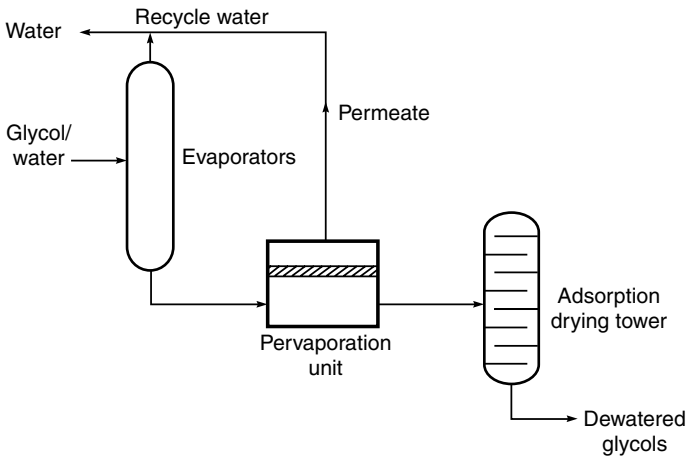 Recycle water
Water
Permeate
Glycol/
water
Evaporators
Adsorption
drying tower
Pervaporation
unit
Dewatered
glycols